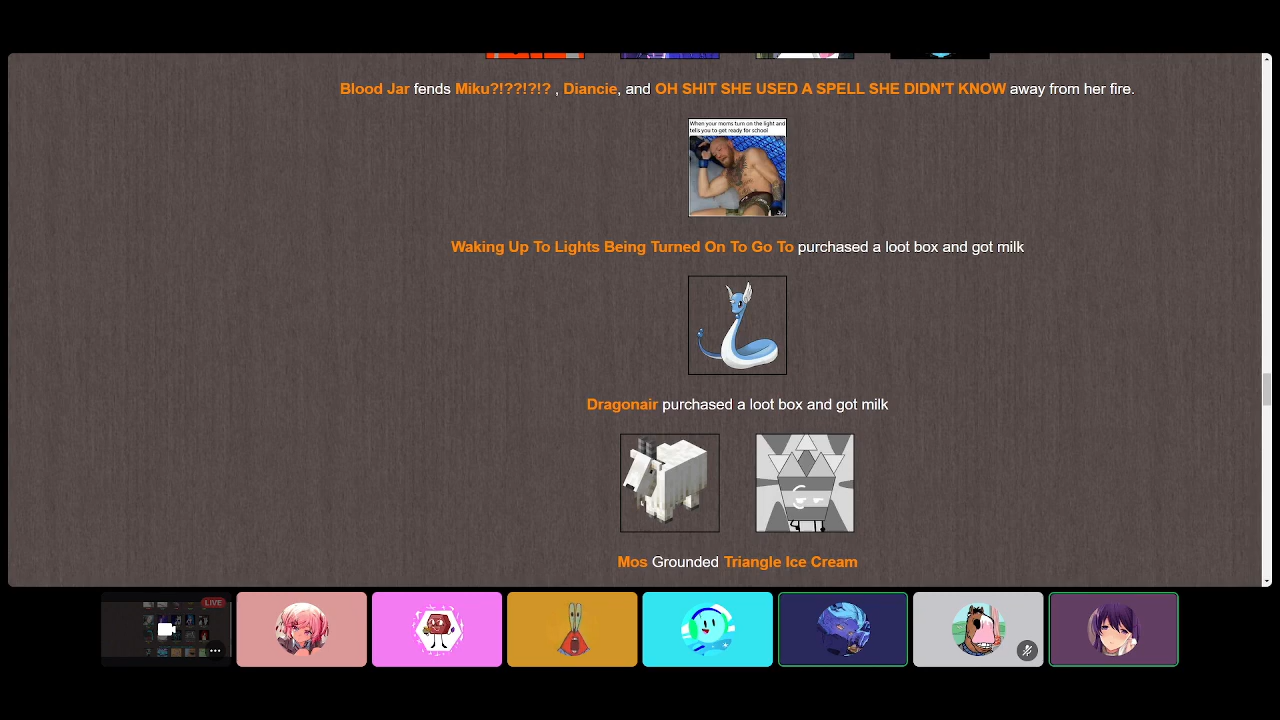 Blood Jar fends Miku?!??!?!? , Diancie, and OH SHIT SHE USED A SPELL SHE DIDN'T KNOW away from her fire.
When your moms turn on the light and
tells you to get ready for school
Waking Up To Lights Being Turned On To Go To purchased a loot box and got milk
Dragonair purchased a loot box and got milk
Mos Grounded Triangle Ice Cream
LIVE